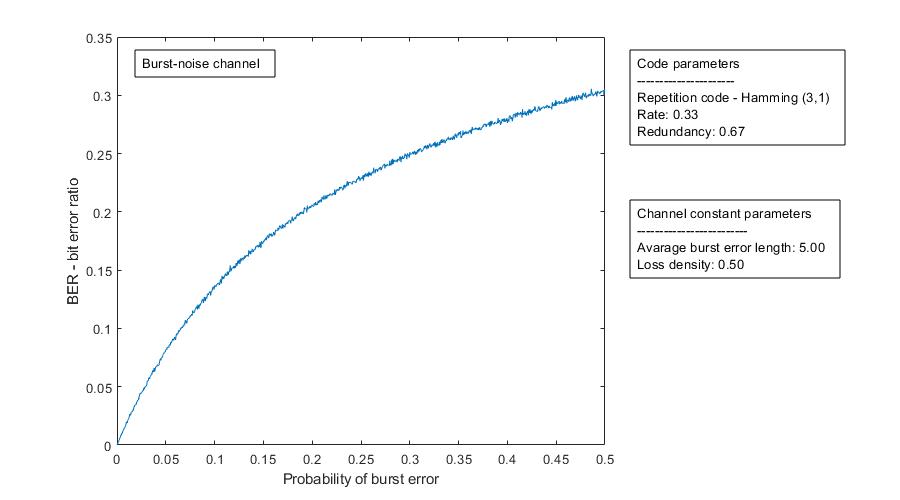 Burst-noise channel
0.35
0.3
0.25
0.2
0.15
0.1
0.05
0
BER - bit error ratio
0 0.05 0.1 0.15 0.2 0.25 0.3 0.35 0.4 0.45 0.5
Probability of burst error
Code parameters
----------------------
Repetition code - Hamming (3,1)
Rate: 0.33
Redundancy: 0.67
Channel constant parameters
-------------------------
Avarage burst error length: 5.00
Loss density: 0.50